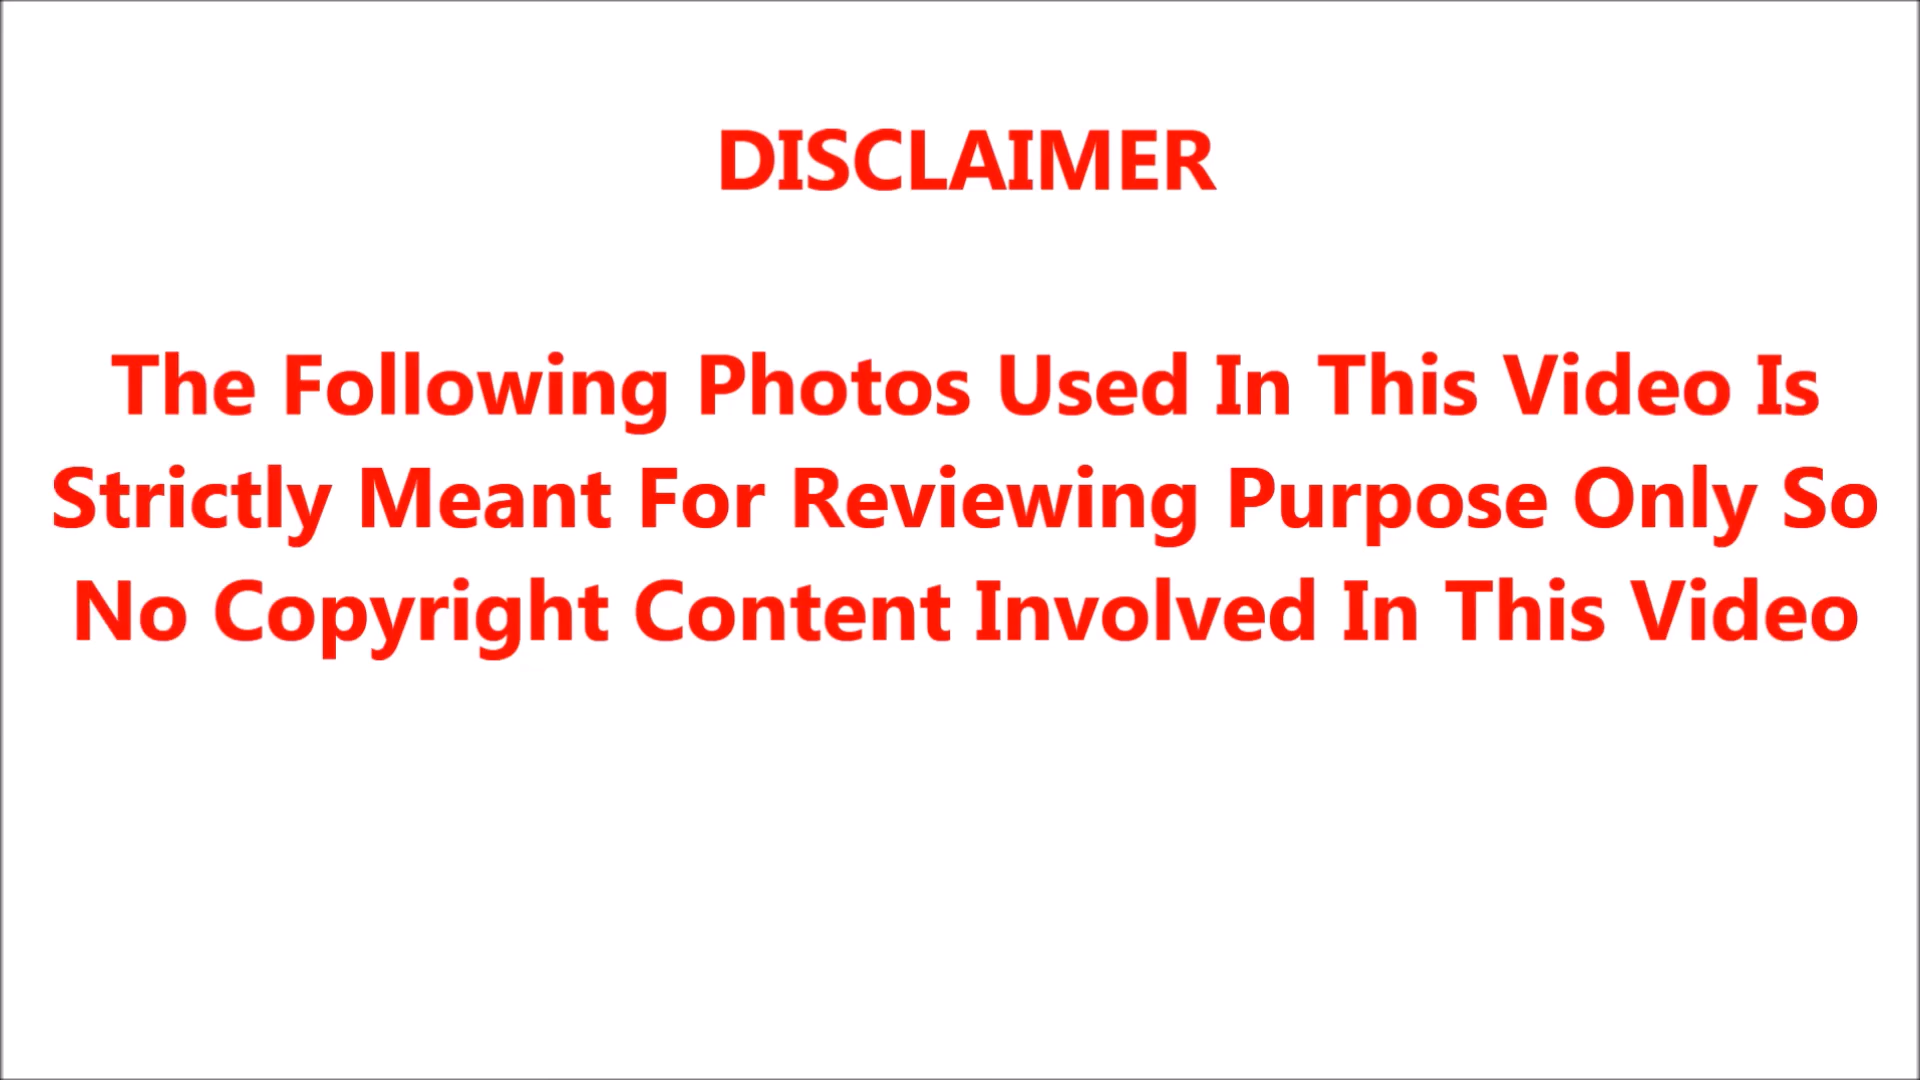 DISCLAIMER
The Following Photos Used In This Video Is
Strictly Meant For Reviewing Purpose Only So
No Copyright Content Involved In This Video